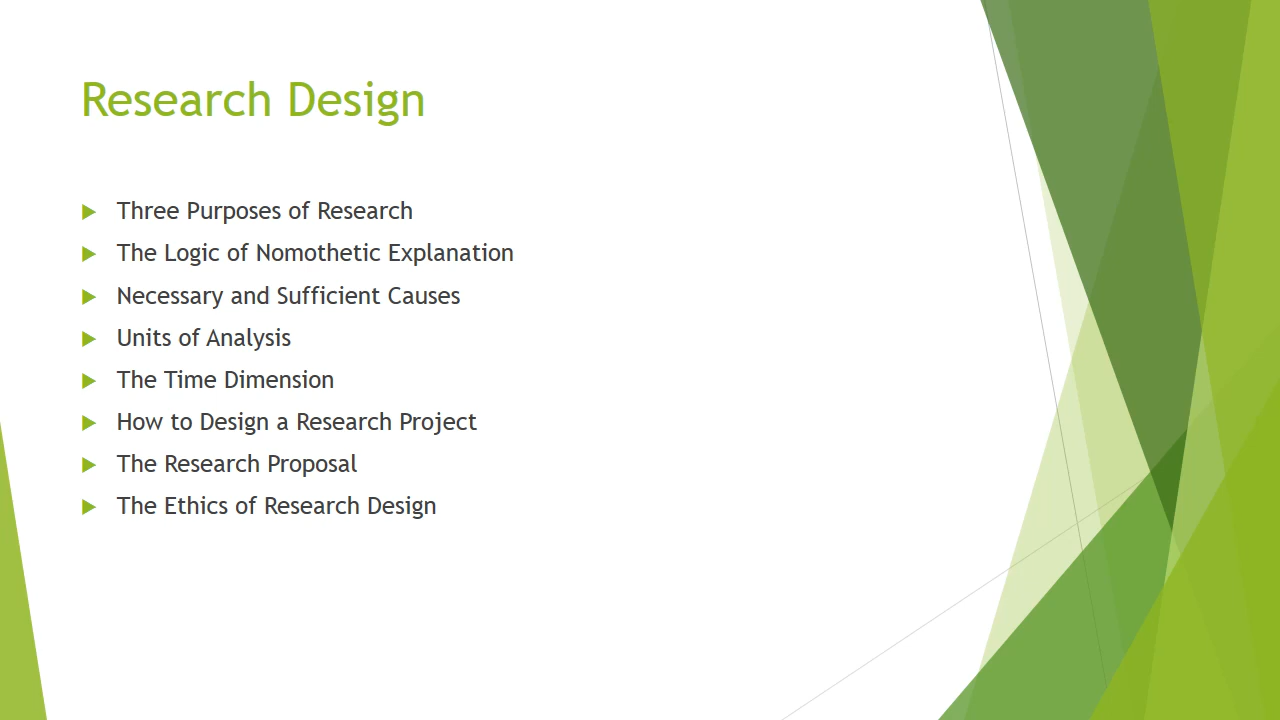 Research Design
Three Purposes of Research
The Logic of Nomothetic Explanation
Necessary and Sufficient Causes
Units of Analysis
The Time Dimension
How to Design a Research Project
The Research Proposal
The Ethics of Research Design